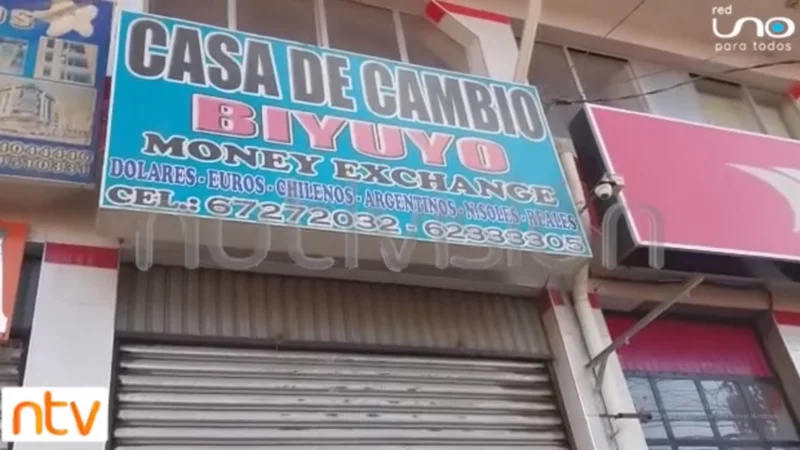 red
uno
para todos
CASA DE CAMBIO
BIYUYO
MONEY EXCHANGE
DOLARES - EUROS - CHILENOS - ARGENTINOS - N.SOLES - REALES
CEL.: 67272032 - 62333305
notivision
ntv